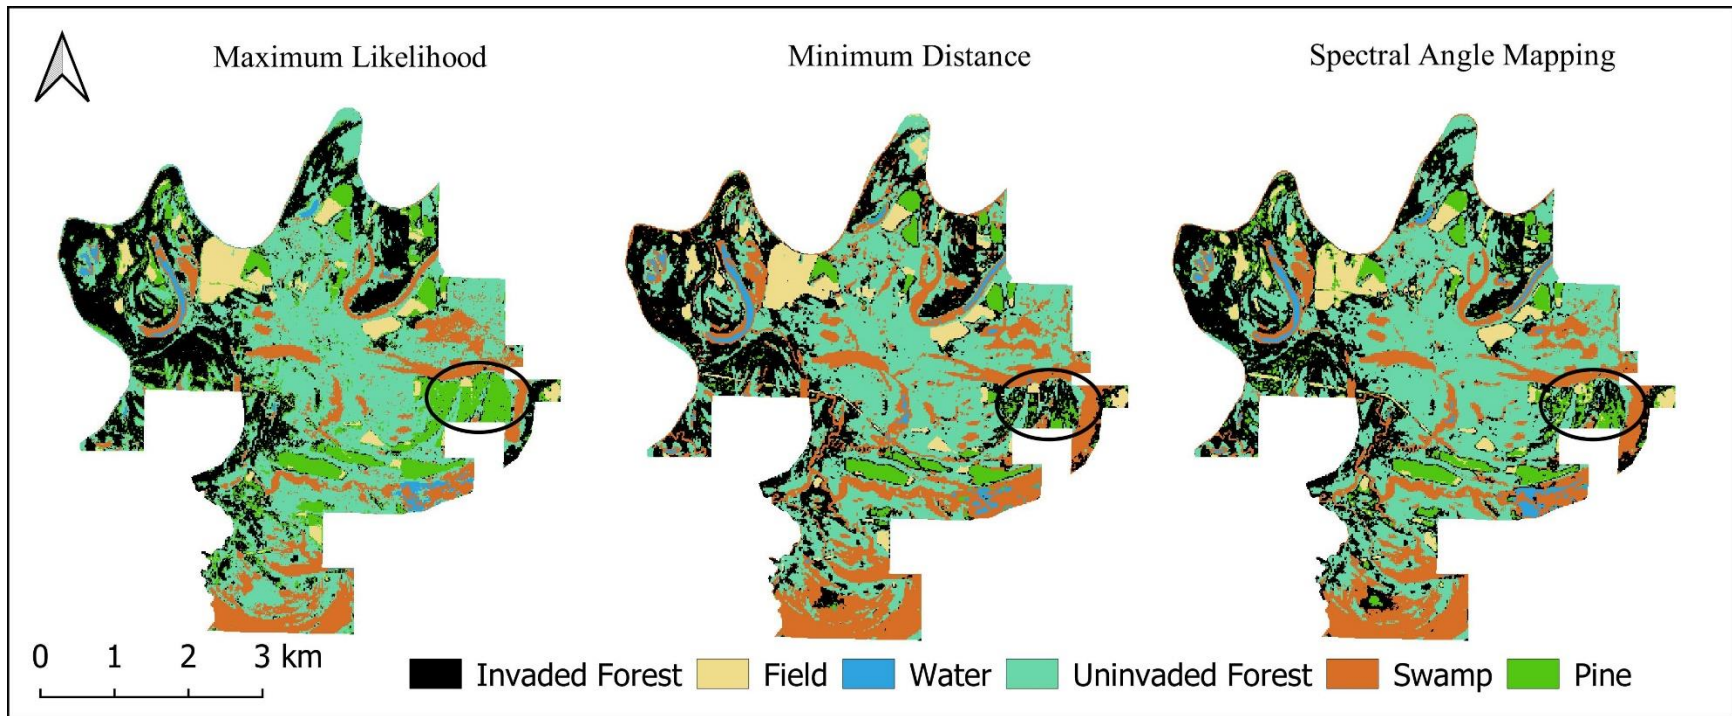 Maximum Likelihood
Minimum Distance
Spectral Angle Mapping
0 1 2 3 km
Invaded Forest Field Water Uninvaded Forest Swamp Pine